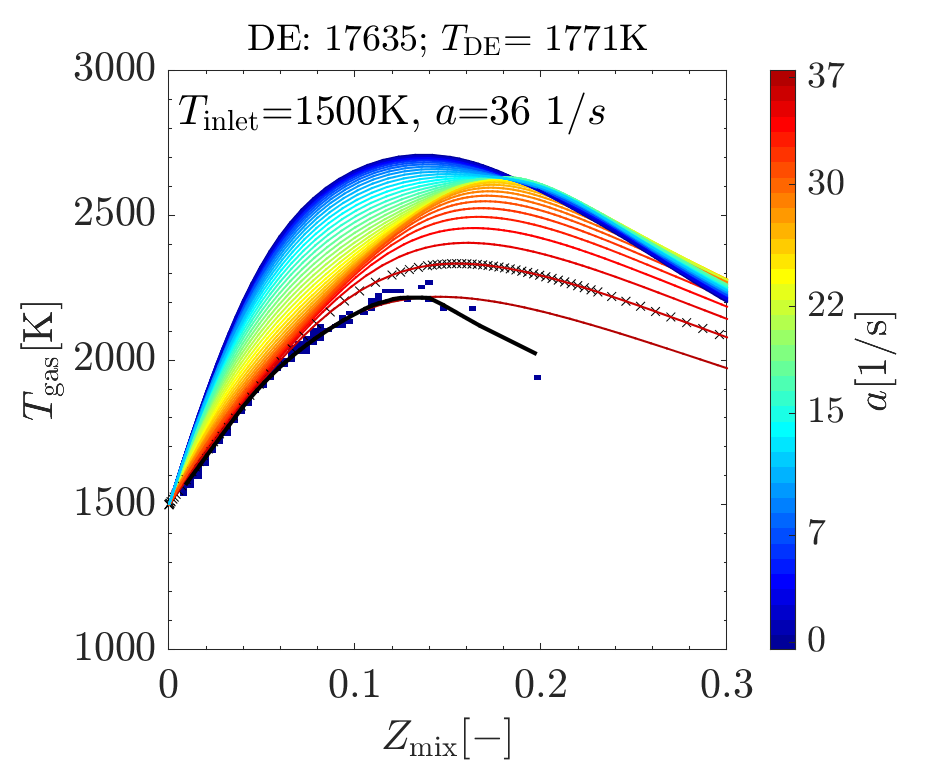 DE: 17635; T_DE= 1771K
T_inlet=1500K, a=36 1/s
3000
2500
2000
1500
1000
T_gas[K]
0 0.1 0.2 0.3
Z_mix[−]
37
30
22
15
7
0
a[1/s]